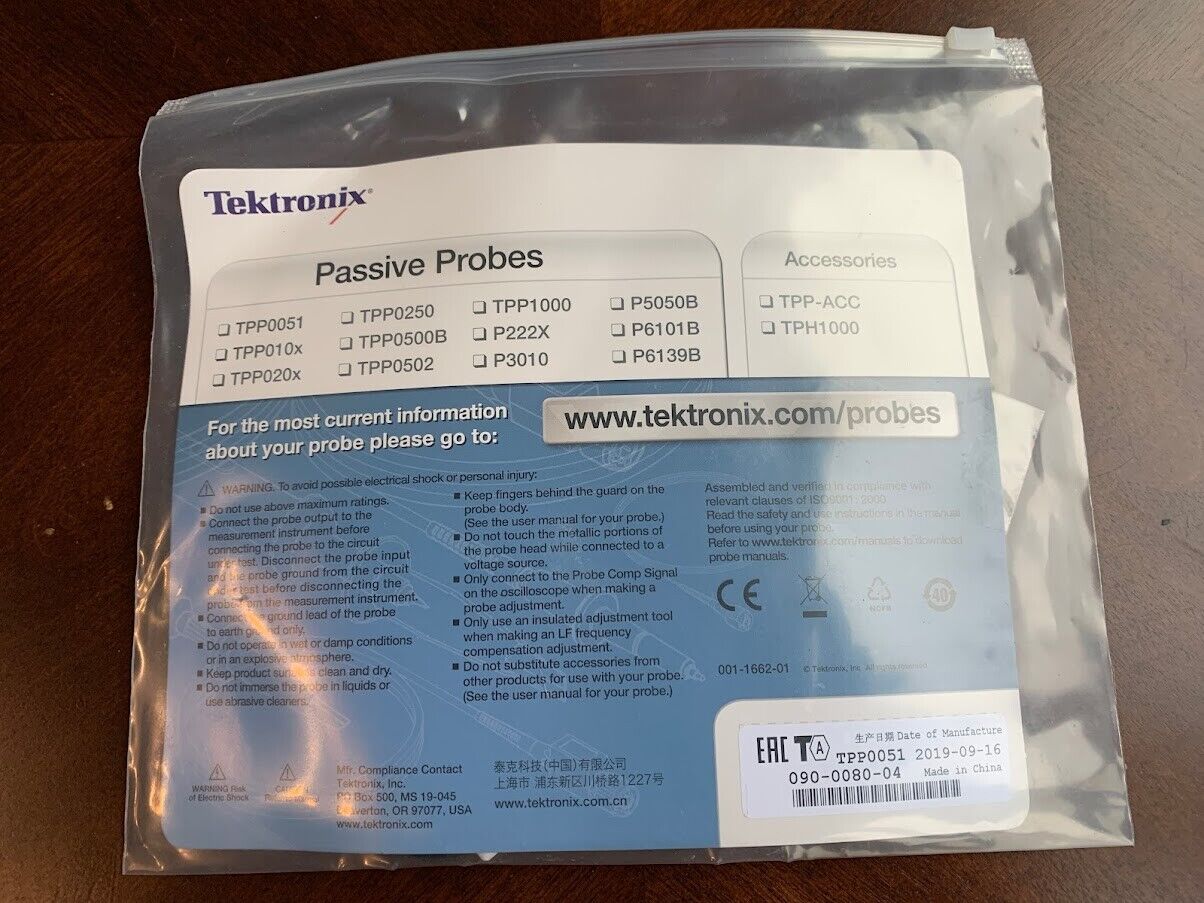 Tektronix®
Passive Probes
❑ TPP0051
❑ TPP010x
❑ TPP020x
❑ TPP0250
❑ TPP0500B
❑ TPP0502
❑ TPP1000
❑ P222X
❑ P3010
❑ P5050B
❑ P6101B
❑ P6139B
Accessories
❑ TPP-ACC
❑ TPH1000
For the most current information
about your probe please go to:
www.tektronix.com/probes
WARNING. To avoid possible electrical shock or personal injury:
■ Do not use above maximum ratings.
■ Connect the probe output to the
measurement instrument before
connecting the probe to the circuit
under test. Disconnect the probe input
and the probe ground from the circuit
under test before disconnecting the
probe from the measurement instrument.
■ Connect the ground lead of the probe
to earth ground only.
■ Do not operate in wet or damp conditions
or in an explosive atmosphere.
■ Keep product surfaces clean and dry.
■ Do not immerse the probe in liquids or
use abrasive cleaners.
■ Keep fingers behind the guard on the
probe body.
(See the user manual for your probe.)
■ Do not touch the metallic portions of
the probe head while connected to a
voltage source.
■ Only connect to the Probe Comp Signal
on the oscilloscope when making a
probe adjustment.
■ Only use an insulated adjustment tool
when making an LF frequency
compensation adjustment.
■ Do not substitute accessories from
other products for use with your probe.
(See the user manual for your probe.)
Assembled and verified in compliance with
relevant clauses of ISO9001:2000
Read the safety and use instructions in the manual
before using your probe.
Refer to www.tektronix.com/manuals to download
probe manuals.
CE
40
001-1662-01 © Tektronix, Inc. All rights reserved.
WARNING Risk
of Electric Shock
Mfr. Compliance Contact
Tektronix, Inc.
PO Box 500, MS 19-045
Beaverton, OR 97077, USA
www.tektronix.com
泰克科技(中国)有限公司
上海市 浦东新区川桥路1227号
www.tektronix.com.cn
EAC T A 生产日期 Date of Manufacture
TPP0051 2019-09-16
090-0080-04 Made in China